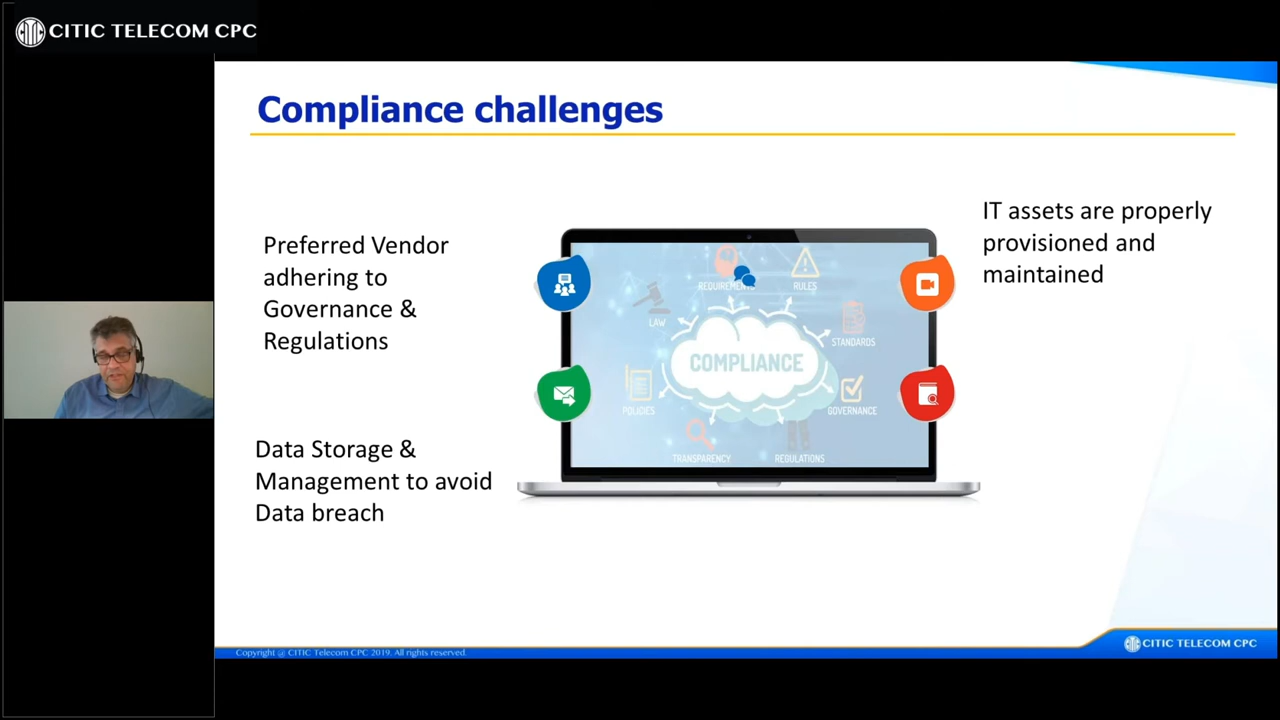 CITIC TELECOM CPC
Compliance challenges
Preferred Vendor
adhering to
Governance &
Regulations
Data Storage &
Management to avoid
Data breach
IT assets are properly
provisioned and
maintained
REQUIREMENTS
RULES
LAW
STANDARDS
COMPLIANCE
POLICIES
GOVERNANCE
TRANSPARENCY
REGULATIONS
Copyright @ CITIC Telecom CPC 2019. All rights reserved.
CITIC TELECOM CPC